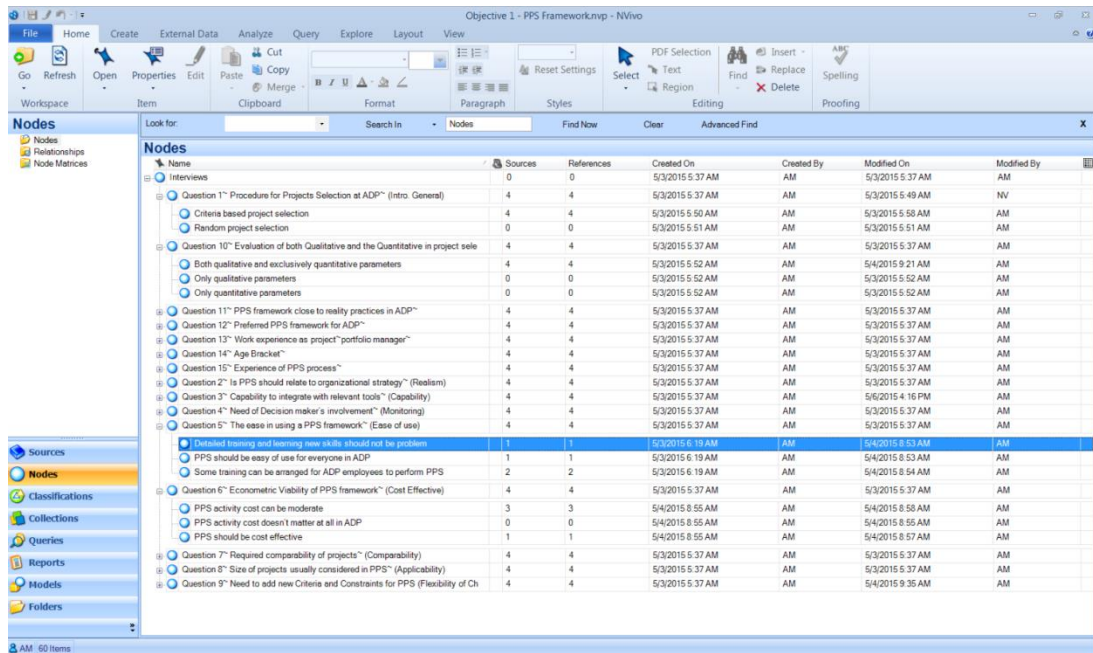 Objective 1 - PPS Framework.nvp - NVivo
File Home Create External Data Analyze Query Explore Layout View
Go Refresh Open Properties Edit Paste Cut Copy Merge
B I U A
Reset Settings
Select PDF Selection Text Region Find Insert Replace Delete
ABC Spelling
Workspace Item Clipboard Format Paragraph Styles Editing Proofing
Nodes
Nodes
Relationships
Node Matrices
Look for: Search In Nodes Find Now Clear Advanced Find X
Nodes
Name Sources References Created On Created By Modified On Modified By
Interviews 0 0 5/3/2015 5:37 AM AM 5/3/2015 5:37 AM AM
Question 1~ Procedure for Projects Selection at ADP~ (Intro. General) 4 4 5/3/2015 5:37 AM AM 5/3/2015 5:49 AM NV
Criteria based project selection 4 4 5/3/2015 5:50 AM AM 5/3/2015 5:58 AM AM
Random project selection 0 0 5/3/2015 5:51 AM AM 5/3/2015 5:51 AM AM
Question 10~ Evaluation of both Qualitative and the Quantitative in project sele 4 4 5/3/2015 5:37 AM AM 5/3/2015 5:37 AM AM
Both qualitative and exclusively quantitative parameters 4 4 5/3/2015 5:52 AM AM 5/4/2015 9:21 AM AM
Only qualitative parameters 0 0 5/3/2015 5:52 AM AM 5/3/2015 5:52 AM AM
Only quantitative parameters 0 0 5/3/2015 5:52 AM AM 5/3/2015 5:52 AM AM
Question 11~ PPS framework close to reality practices in ADP~ 4 4 5/3/2015 5:37 AM AM 5/3/2015 5:37 AM AM
Question 12~ Preferred PPS framework for ADP~ 4 4 5/3/2015 5:37 AM AM 5/3/2015 5:37 AM AM
Question 13~ Work experience as project~portfolio manager~ 4 4 5/3/2015 5:37 AM AM 5/3/2015 5:37 AM AM
Question 14~ Age Bracket~ 4 4 5/3/2015 5:37 AM AM 5/3/2015 5:37 AM AM
Question 15~ Experience of PPS process~ 4 4 5/3/2015 5:37 AM AM 5/3/2015 5:37 AM AM
Question 2~ Is PPS should relate to organizational strategy~ (Realism) 4 4 5/3/2015 5:37 AM AM 5/3/2015 5:37 AM AM
Question 3~ Capability to integrate with relevant tools~ (Capability) 4 4 5/3/2015 5:37 AM AM 5/6/2015 4:16 PM AM
Question 4~ Need of Decision maker's involvement~ (Monitoring) 4 4 5/3/2015 5:37 AM AM 5/3/2015 5:37 AM AM
Question 5~ The ease in using a PPS framework~ (Ease of use) 4 4 5/3/2015 5:37 AM AM 5/3/2015 5:37 AM AM
Detailed training and learning new skills should not be problem 1 1 5/3/2015 6:19 AM AM 5/4/2015 8:53 AM AM
PPS should be easy of use for everyone in ADP 1 1 5/3/2015 6:19 AM AM 5/4/2015 8:53 AM AM
Some training can be arranged for ADP employees to perform PPS 2 2 5/3/2015 6:19 AM AM 5/4/2015 8:54 AM AM
Question 6~ Econometric Viability of PPS framework~ (Cost Effective) 4 4 5/3/2015 5:37 AM AM 5/3/2015 5:37 AM AM
PPS activity cost can be moderate 3 3 5/4/2015 8:55 AM AM 5/4/2015 8:58 AM AM
PPS activity cost doesn't matter at all in ADP 0 0 5/4/2015 8:55 AM AM 5/4/2015 8:55 AM AM
PPS should be cost effective 1 1 5/4/2015 8:55 AM AM 5/4/2015 8:57 AM AM
Question 7~ Required comparability of projects~ (Comparability) 4 4 5/3/2015 5:37 AM AM 5/3/2015 5:37 AM AM
Question 8~ Size of projects usually considered in PPS~ (Applicability) 4 4 5/3/2015 5:37 AM AM 5/3/2015 5:37 AM AM
Question 9~ Need to add new Criteria and Constraints for PPS (Flexibility of Ch 4 4 5/3/2015 5:37 AM AM 5/4/2015 9:35 AM AM
Sources
Nodes
Classifications
Collections
Queries
Reports
Models
Folders
AM 60 Items